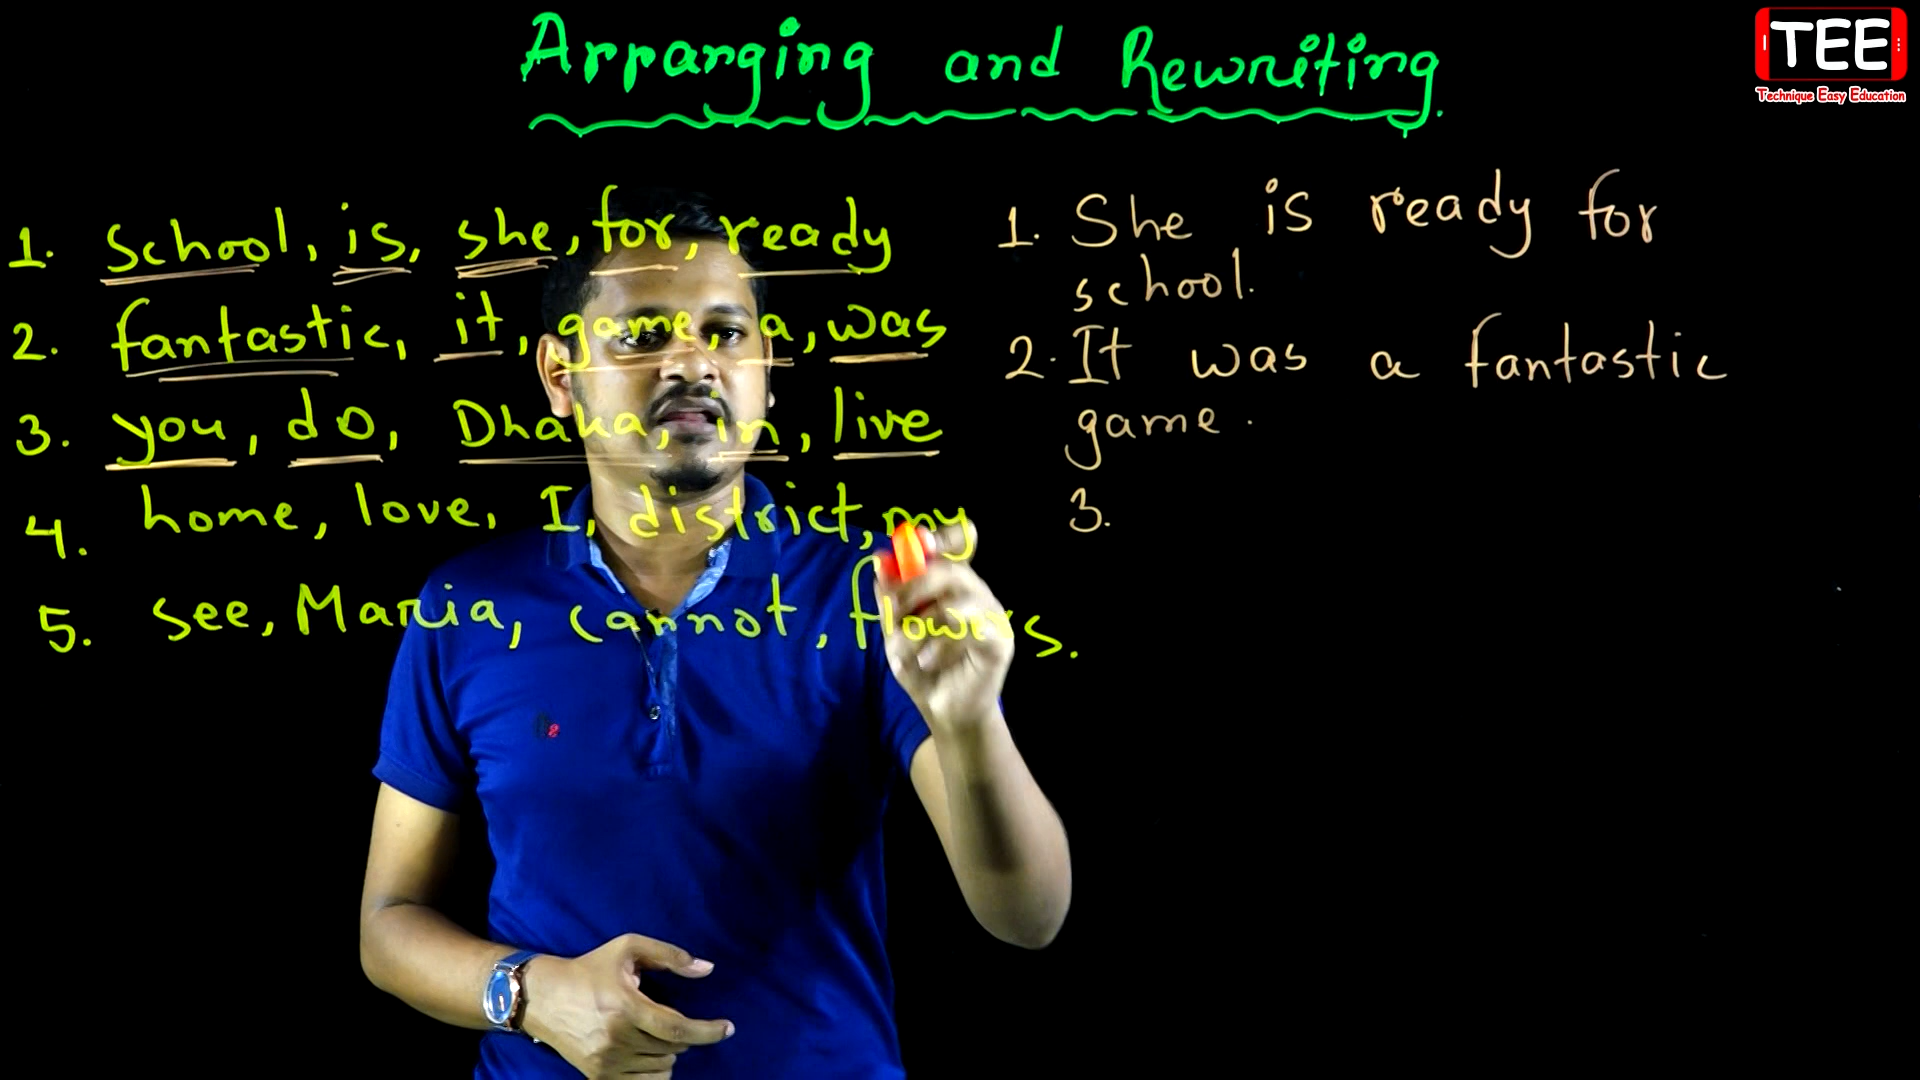 Arranging and Rewriting
TEE
Technique Easy Education
1. School, is, she, for, ready
2. fantastic, it, game, a, was
3. you, do, Dhaka, in, live
4. home, love, I, district, my
5. see, Maria, cannot, flowers.
1. She is ready for
school.
2. It was a fantastic
game.
3.